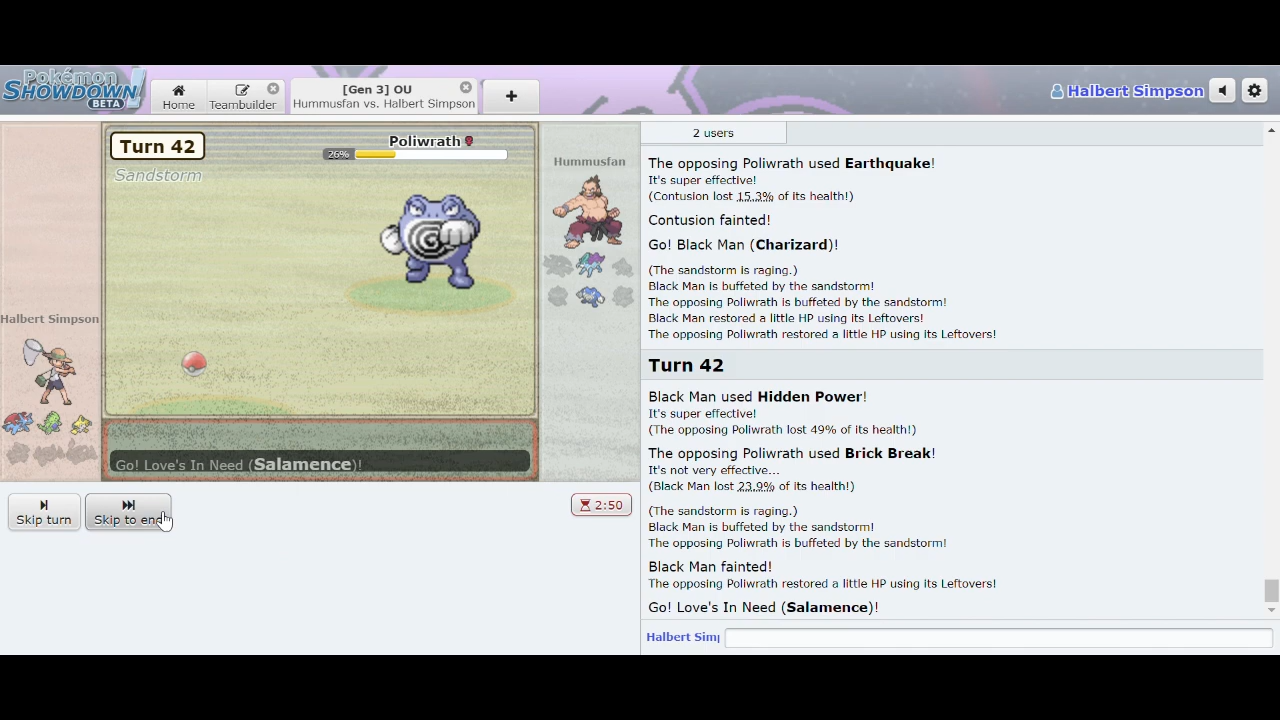 Pokémon
SHOWDOWN!
BETA
Home
Teambuilder
[Gen 3] OU
Hummusfan vs. Halbert Simpson
+
Halbert Simpson
Turn 42
Sandstorm
Poliwrath
26%
Hummusfan
Halbert Simpson
Go! Love's In Need (Salamence)!
Skip turn
Skip to end
2:50
2 users
The opposing Poliwrath used Earthquake!
It's super effective!
(Contusion lost 15.3% of its health!)
Contusion fainted!
Go! Black Man (Charizard)!
(The sandstorm is raging.)
Black Man is buffeted by the sandstorm!
The opposing Poliwrath is buffeted by the sandstorm!
Black Man restored a little HP using its Leftovers!
The opposing Poliwrath restored a little HP using its Leftovers!
Turn 42
Black Man used Hidden Power!
It's super effective!
(The opposing Poliwrath lost 49% of its health!)
The opposing Poliwrath used Brick Break!
It's not very effective...
(Black Man lost 23.9% of its health!)
(The sandstorm is raging.)
Black Man is buffeted by the sandstorm!
The opposing Poliwrath is buffeted by the sandstorm!
Black Man fainted!
The opposing Poliwrath restored a little HP using its Leftovers!
Go! Love's In Need (Salamence)!
Halbert Sim